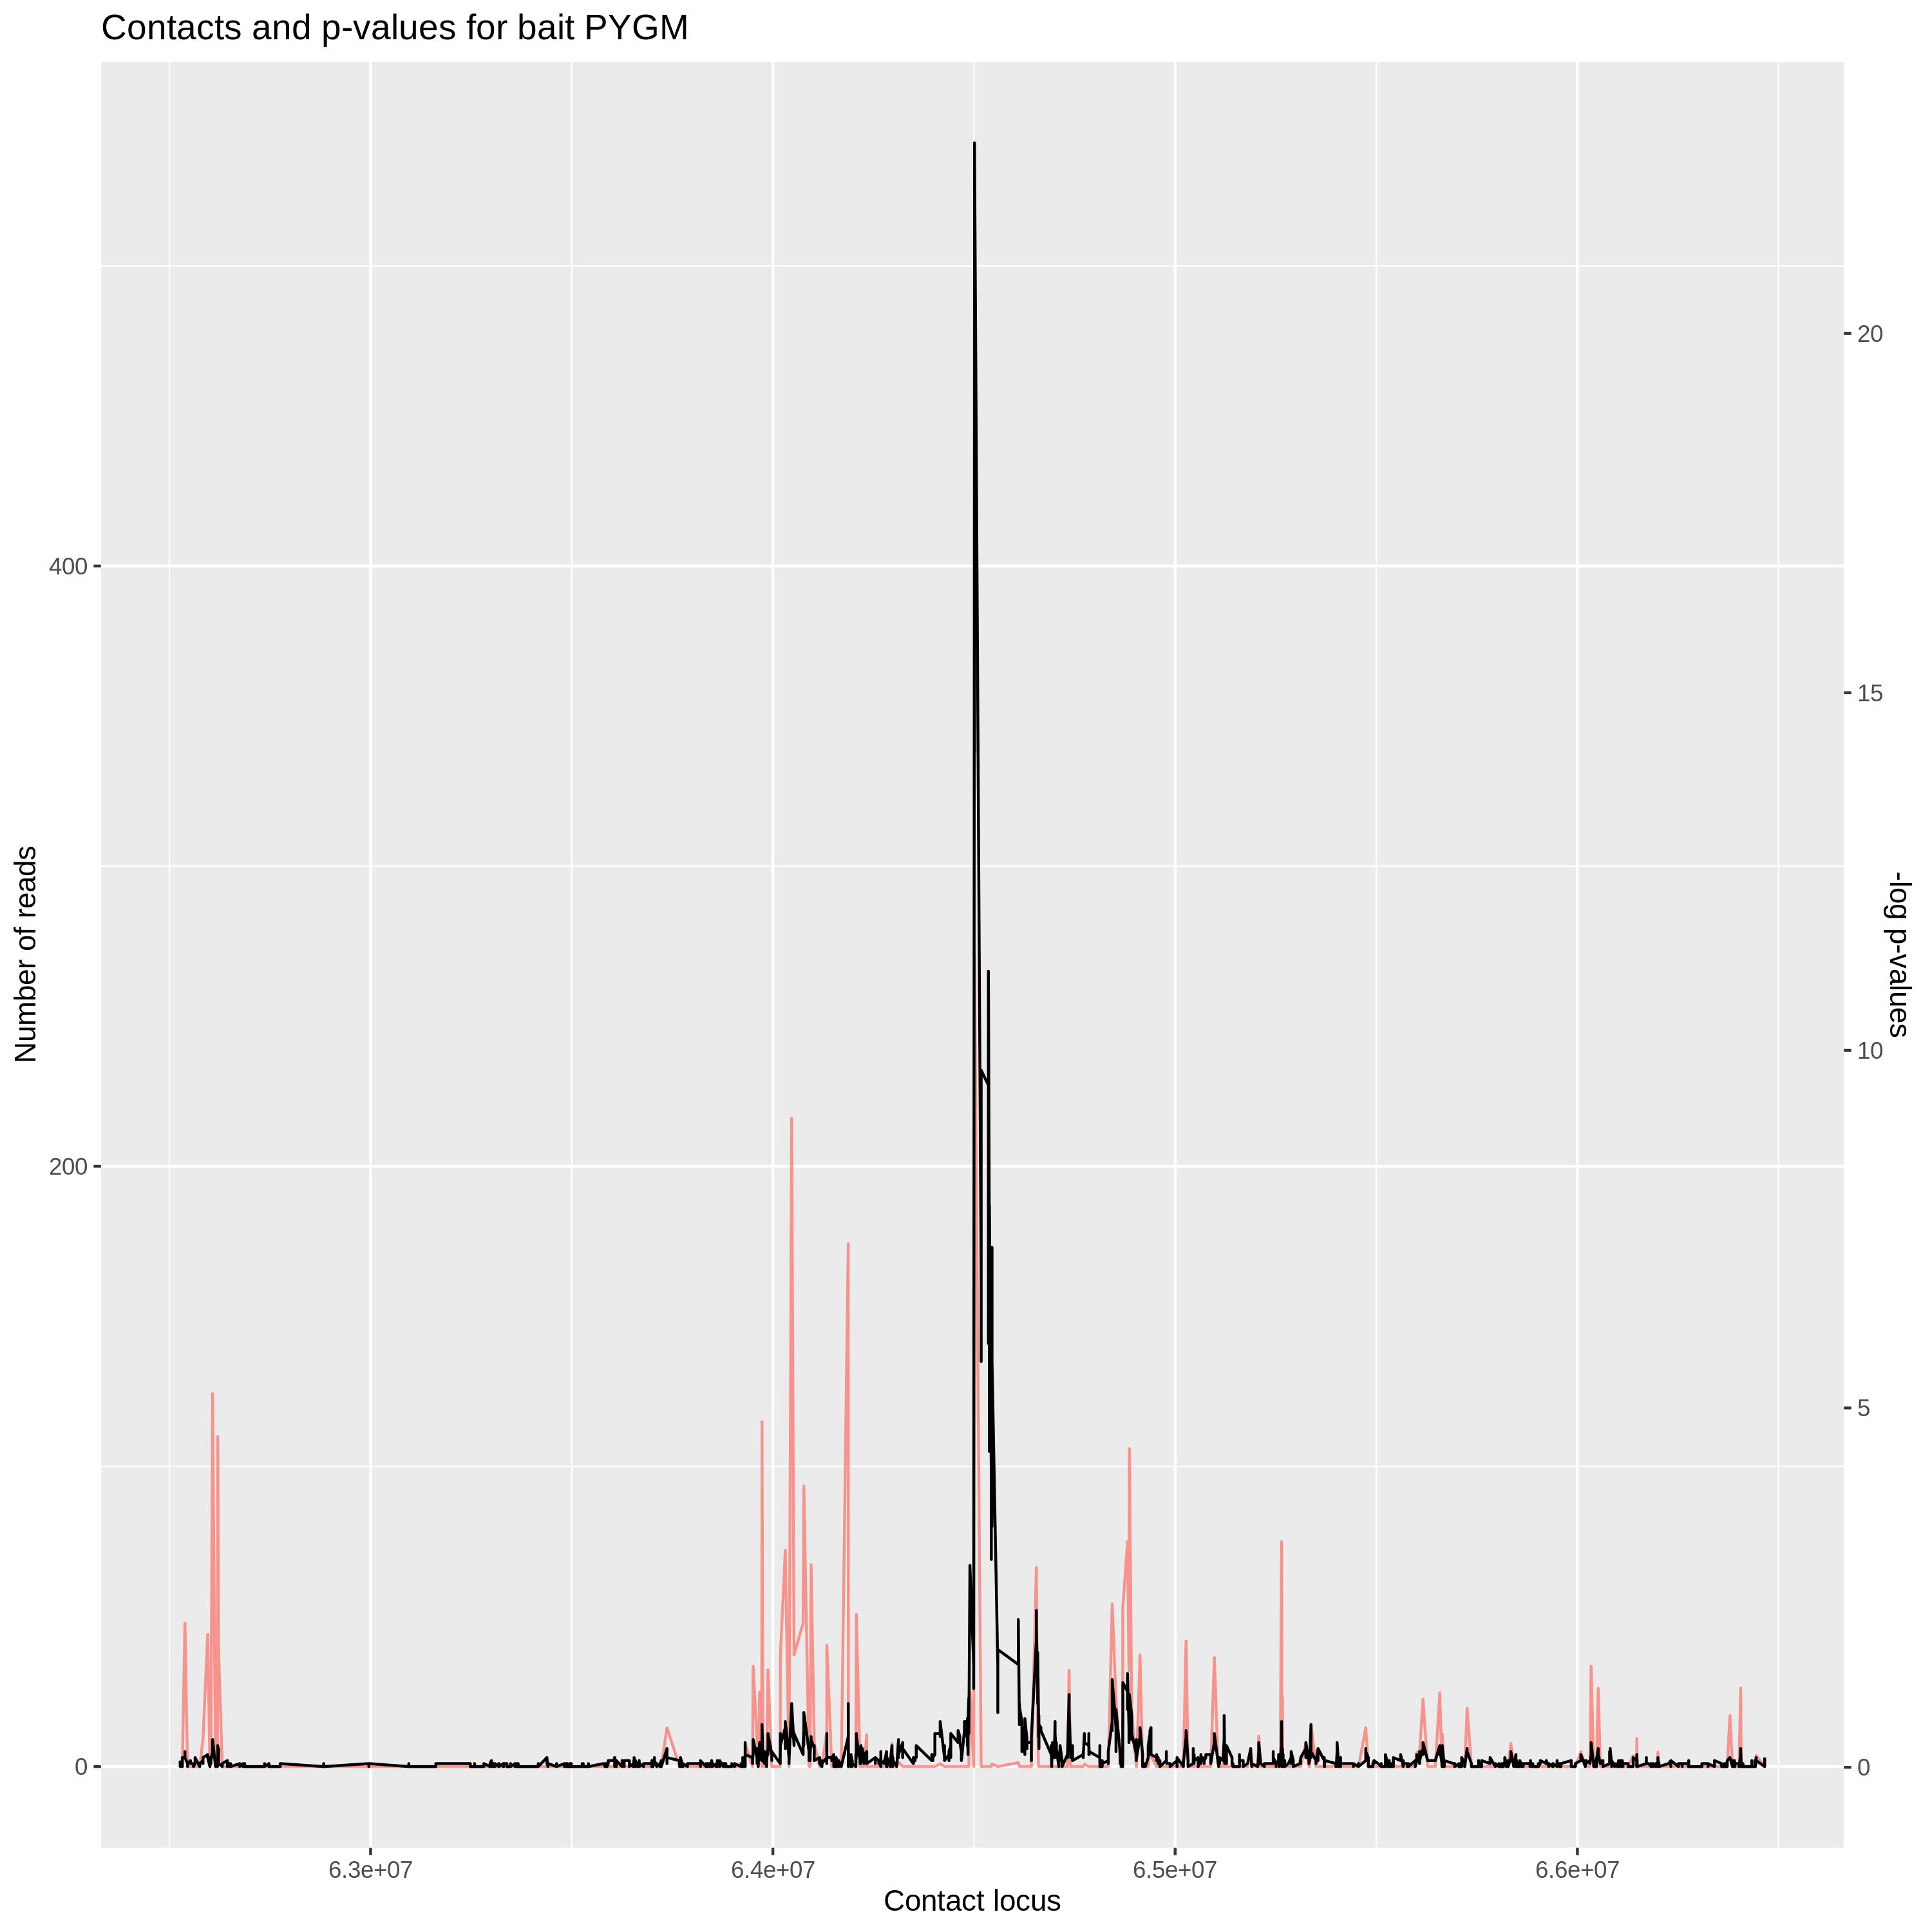 Contacts and p-values for bait PYGM
Number of reads
400
200
0
20
15
10
5
0
-log p-values
6.3e+07
6.4e+07
6.5e+07
6.6e+07
Contact locus